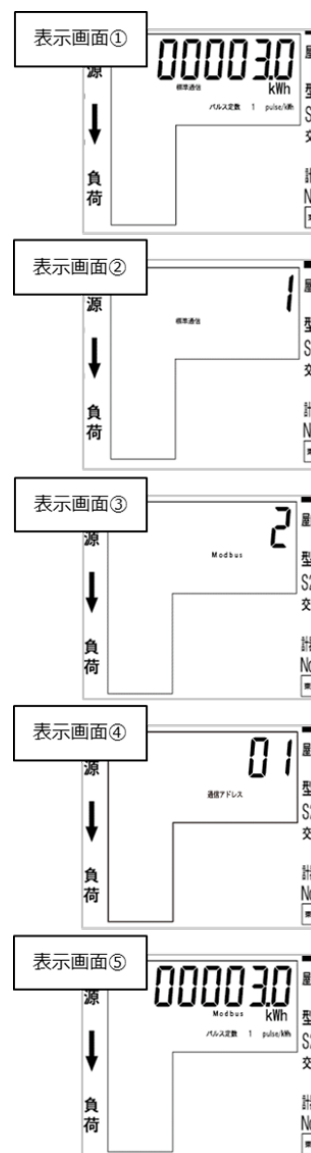 表示画面①
000030
kWh
標準通信
パルス定数 1 pulse/kWh
源
負
荷
表示画面②
1
標準通信
源
負
荷
表示画面③
2
Modbus
源
負
荷
表示画面④
01
通信アドレス
源
負
荷
表示画面⑤
000030
Modbus kWh
パルス定数 1 pulse/kWh
源
負
荷